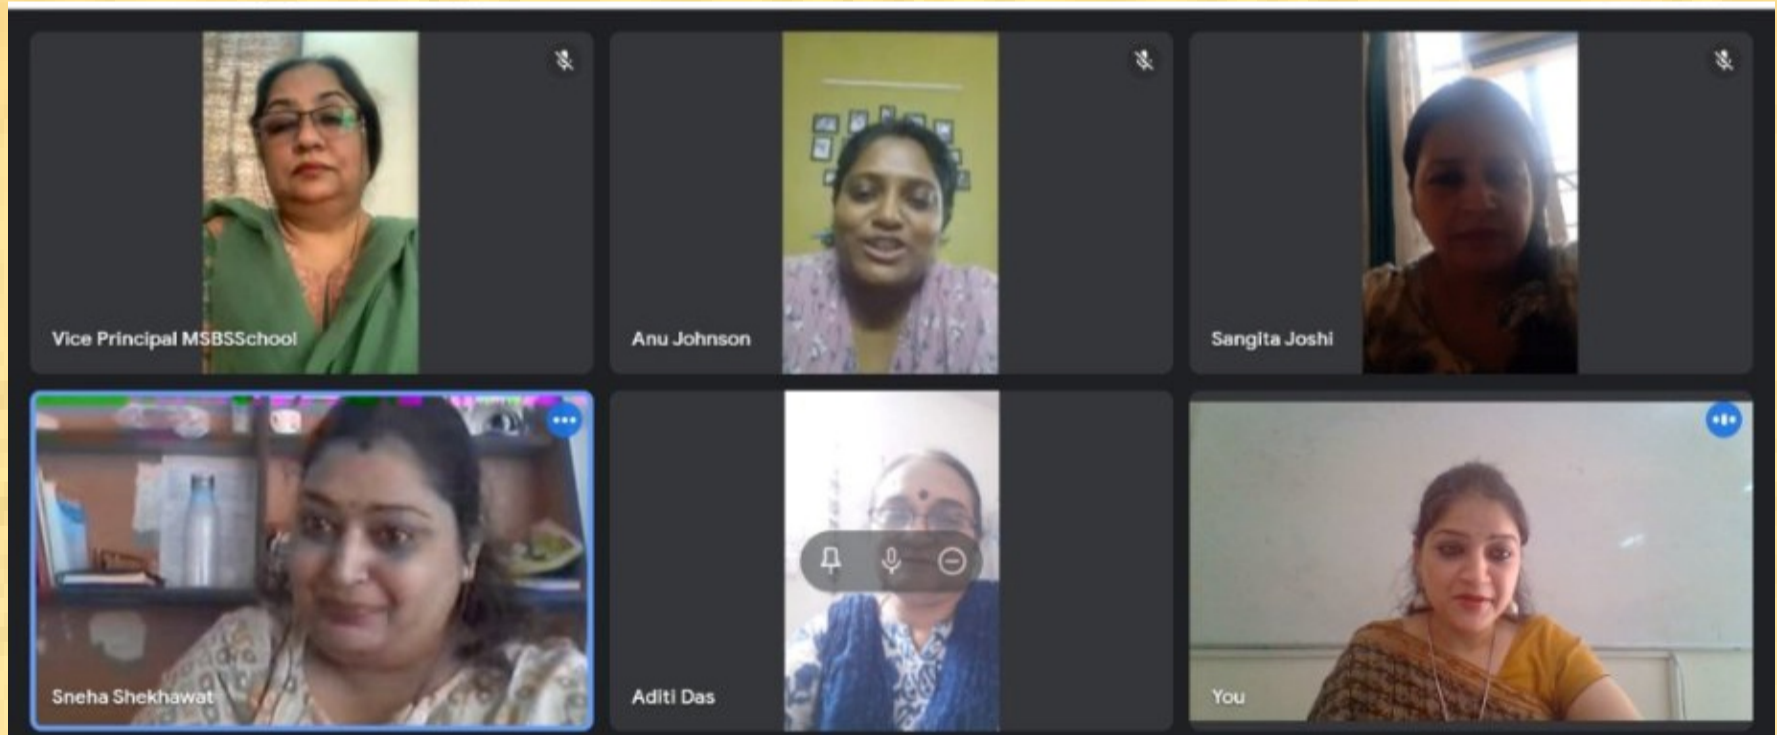 Vice Principal MSBSSchool
Anu Johnson
Sangita Joshi
Sneha Shekhawat
Aditi Das
You